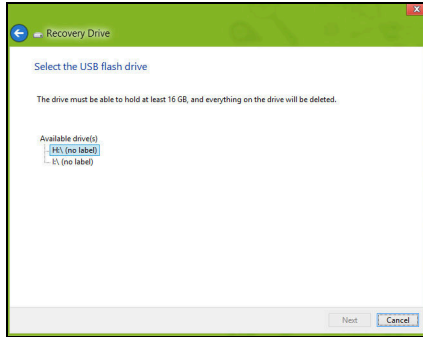 Recovery Drive
Select the USB flash drive
The drive must be able to hold at least 16 GB, and everything on the drive will be deleted.
Available drive(s)
H:\ (no label)
I:\ (no label)
Next
Cancel